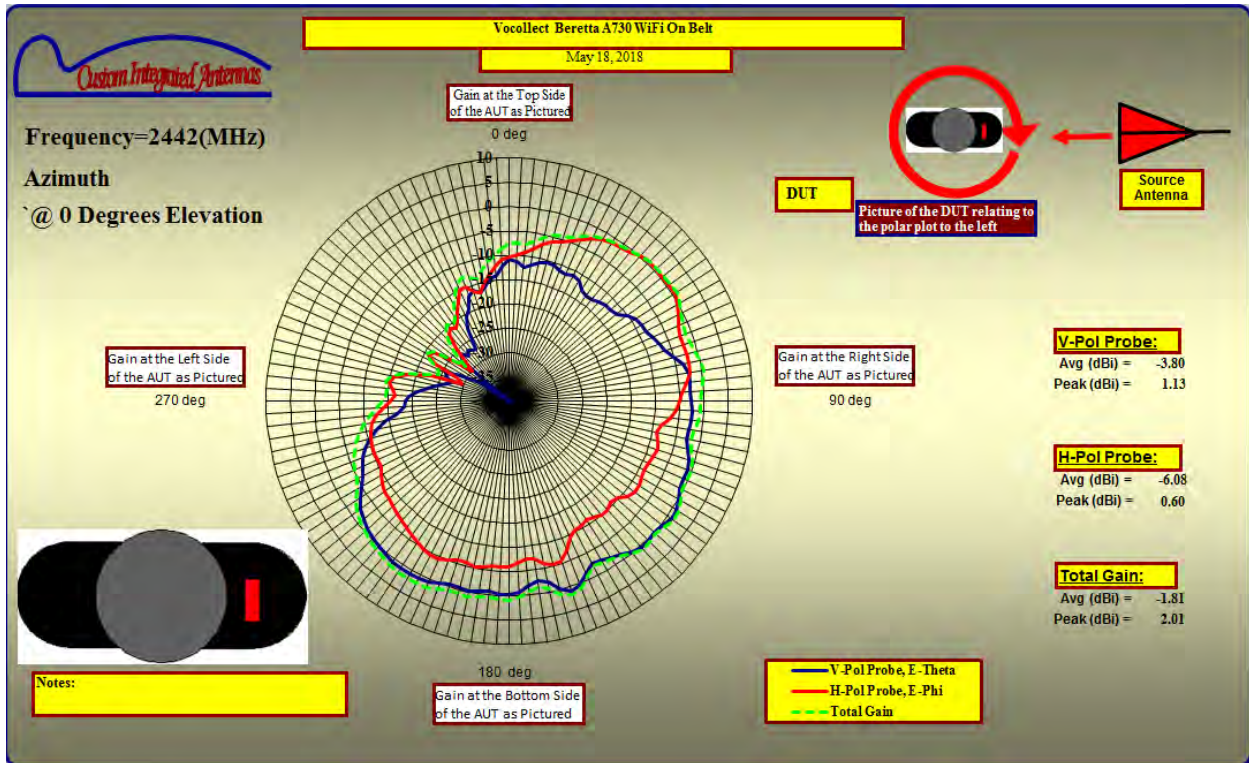 Vocollect Beretta A730 WiFi On Belt
May 18, 2018
Custom Integrated Antennas
Frequency=2442(MHz)
Azimuth
`@ 0 Degrees Elevation
Gain at the Top Side
of the AUT as Pictured
0 deg
10
5
0
-5
-10
-15
-20
-25
-30
-35
DUT
Picture of the DUT relating to
the polar plot to the left
Source
Antenna
Gain at the Left Side
of the AUT as Pictured
270 deg
Gain at the Right Side
of the AUT as Pictured
90 deg
V-Pol Probe:
Avg (dBi) = -3.80
Peak (dBi) = 1.13
H-Pol Probe:
Avg (dBi) = -6.08
Peak (dBi) = 0.60
Total Gain:
Avg (dBi) = -1.81
Peak (dBi) = 2.01
Notes:
180 deg
Gain at the Bottom Side
of the AUT as Pictured
V-Pol Probe, E-Theta
H-Pol Probe, E-Phi
Total Gain